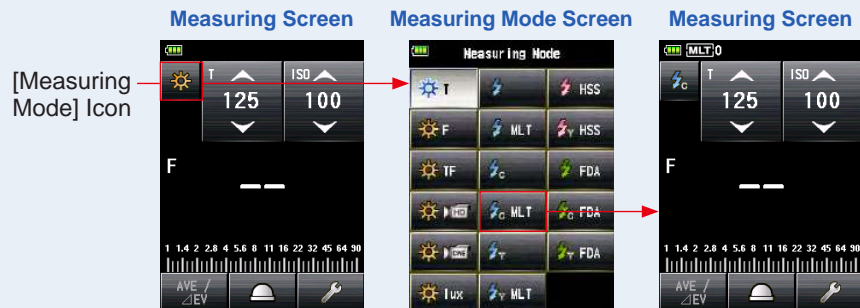 Measuring Screen
Measuring Mode Screen
Measuring Screen
[Measuring
Mode] Icon
T
ISO
125
100
F
1 1.4 2 2.8 4 5.6 8 11 16 22 32 45 64 90
AVE /
⊿EV
Measuring Mode
T
HSS
F
MLT
Y HSS
TF
C
FDA
HD
C MLT
C FDA
CINE
Y
Y FDA
lux
Y MLT
MLT 0
C
T
ISO
125
100
F
1 1.4 2 2.8 4 5.6 8 11 16 22 32 45 64 90
AVE /
⊿EV